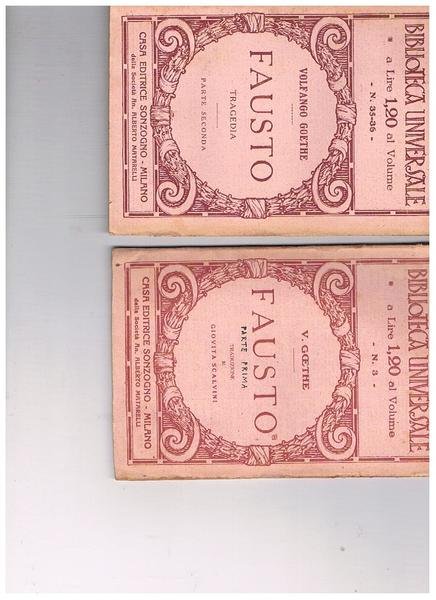 BIBLIOTECA UNIVERSALE
a Lire 1,20 al Volume
- N. 35-36 -
VOLFANGO GOETHE
FAUSTO
TRAGEDIA
PARTE SECONDA
CASA EDITRICE SONZOGNO - MILANO
della Società An. ALBERTO MATARELLI
BIBLIOTECA UNIVERSALE
a Lire 1,20 al Volume
- N. 3 -
V. GŒTHE
FAUSTO
PARTE PRIMA
TRADUZIONE
DI
GIOVITA SCALVINI
CASA EDITRICE SONZOGNO - MILANO
della Società An. ALBERTO MATARELLI